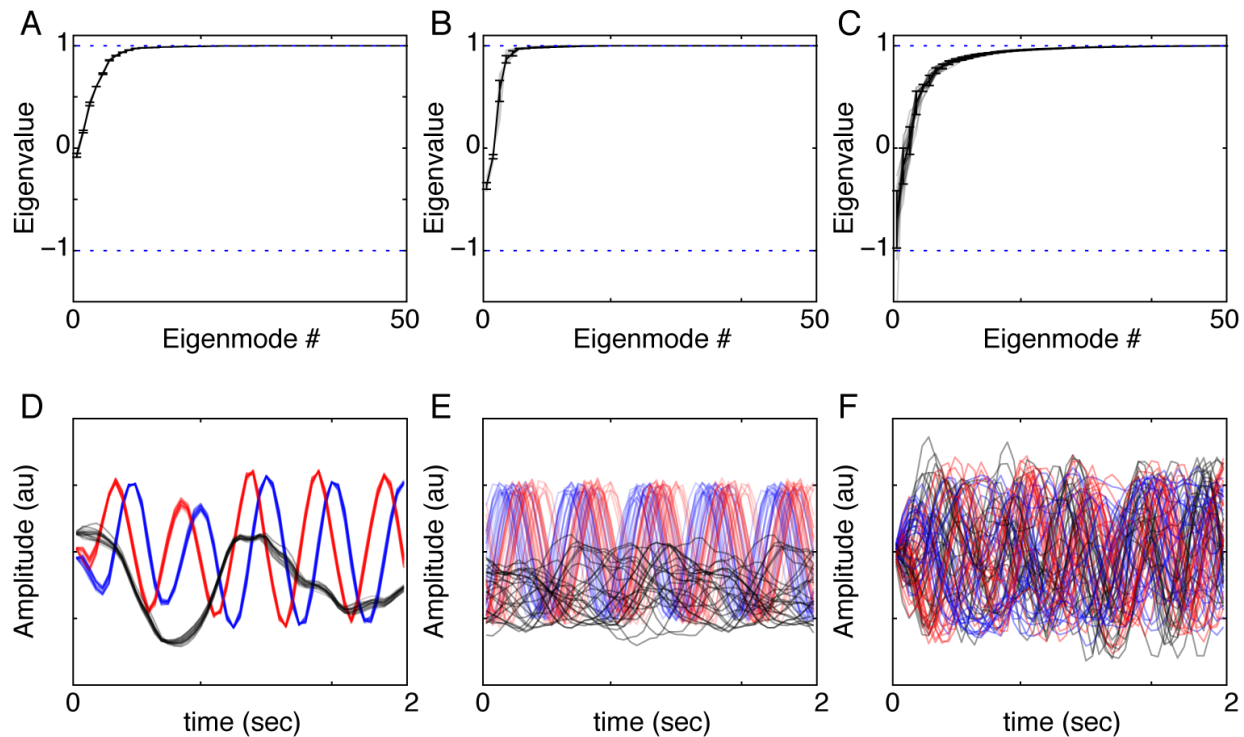 A B C
1 1 1
0 0 0
−1 −1 −1
Eigenvalue Eigenvalue Eigenvalue
0 50 0 50 0 50
Eigenmode # Eigenmode # Eigenmode #
D E F
Amplitude (au) Amplitude (au) Amplitude (au)
0 2 0 2 0 2
time (sec) time (sec) time (sec)